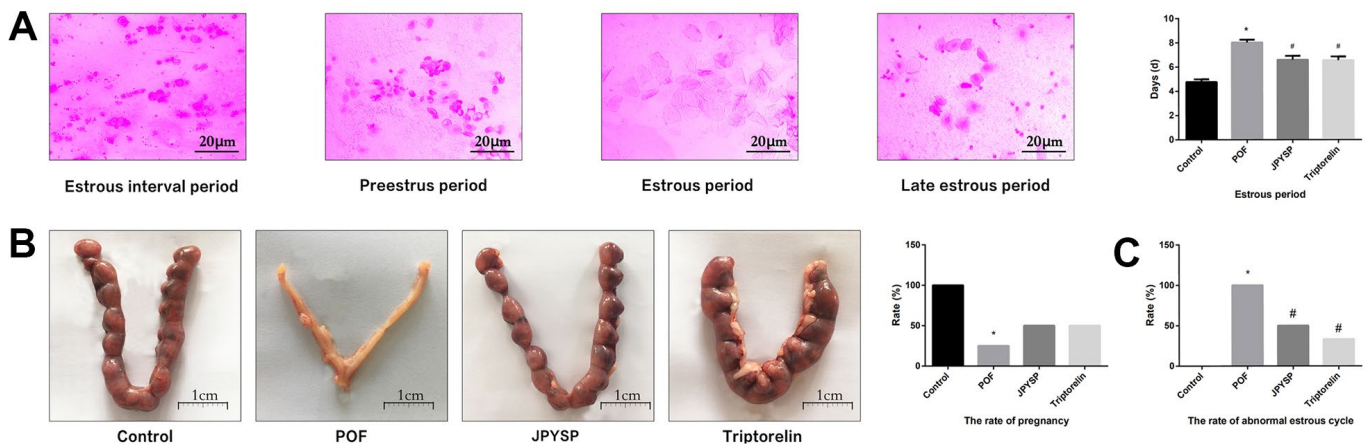 A
20μm
20μm
20μm
20μm
Estrous interval period
Preestrus period
Estrous period
Late estrous period
Days (d)
10
8
6
4
2
0
*
#
#
Control
POF
JPYSP
Triptorelin
Estrous period
B
1cm
1cm
1cm
1cm
Control
POF
JPYSP
Triptorelin
Rate (%)
150
100
50
0
*
Control
POF
JPYSP
Triptorelin
The rate of pregnancy
C
Rate (%)
150
100
50
0
*
#
#
Control
POF
JPYSP
Triptorelin
The rate of abnormal estrous cycle